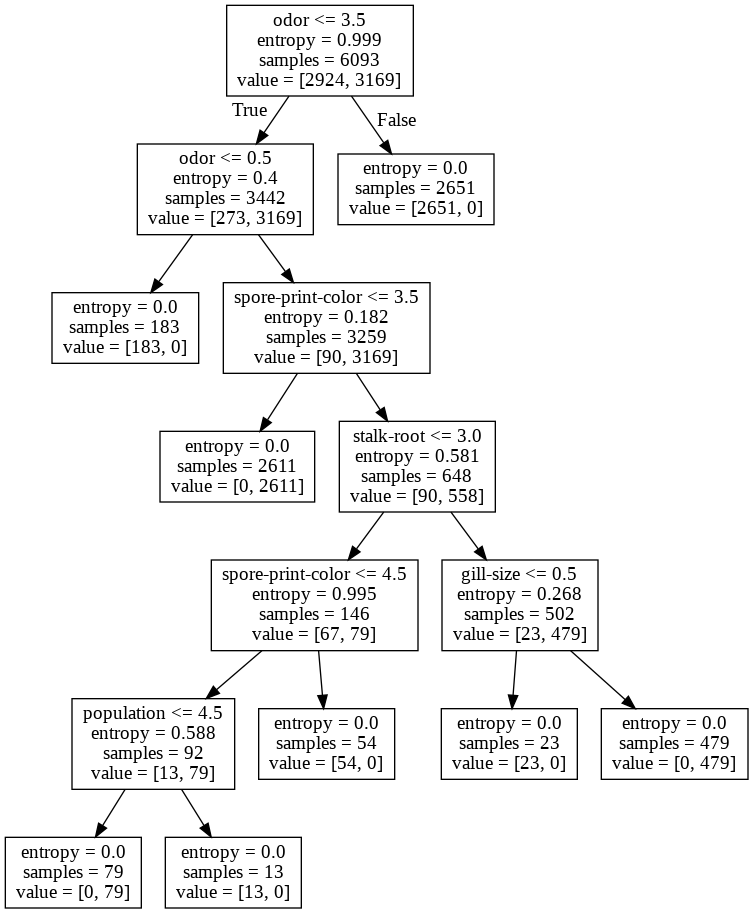 odor <= 3.5
entropy = 0.999
samples = 6093
value = [2924, 3169]
True
False
odor <= 0.5
entropy = 0.4
samples = 3442
value = [273, 3169]
entropy = 0.0
samples = 2651
value = [2651, 0]
entropy = 0.0
samples = 183
value = [183, 0]
spore-print-color <= 3.5
entropy = 0.182
samples = 3259
value = [90, 3169]
entropy = 0.0
samples = 2611
value = [0, 2611]
stalk-root <= 3.0
entropy = 0.581
samples = 648
value = [90, 558]
spore-print-color <= 4.5
entropy = 0.995
samples = 146
value = [67, 79]
gill-size <= 0.5
entropy = 0.268
samples = 502
value = [23, 479]
population <= 4.5
entropy = 0.588
samples = 92
value = [13, 79]
entropy = 0.0
samples = 54
value = [54, 0]
entropy = 0.0
samples = 23
value = [23, 0]
entropy = 0.0
samples = 479
value = [0, 479]
entropy = 0.0
samples = 79
value = [0, 79]
entropy = 0.0
samples = 13
value = [13, 0]